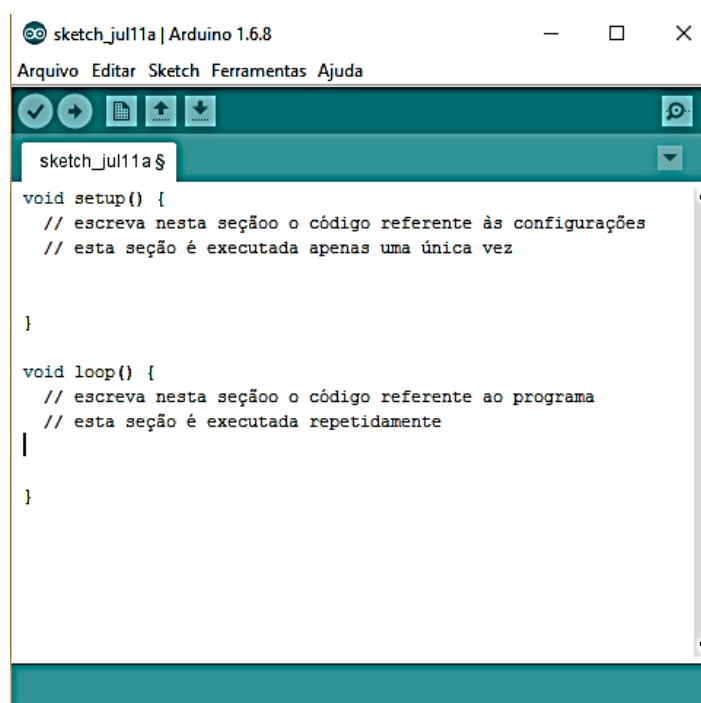 sketch_jul11a | Arduino 1.6.8
Arquivo Editar Sketch Ferramentas Ajuda
sketch_jul11a §
void setup() {
  // escreva nesta seçãoo o código referente às configurações
  // esta seção é executada apenas uma única vez
}
void loop() {
  // escreva nesta seçãoo o código referente ao programa
  // esta seção é executada repetidamente
}